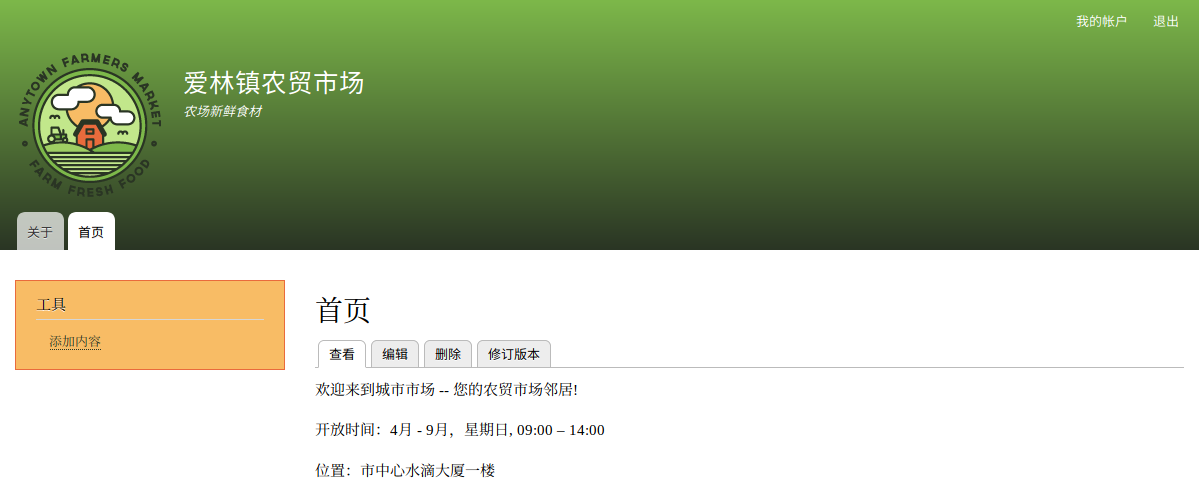 我的帐户 退出
ANYTOWN FARMERS MARKET
FARM FRESH FOOD
爱林镇农贸市场
农场新鲜食材
关于 首页
工具
添加内容
首页
查看 编辑 删除 修订版本
欢迎来到城市市场 -- 您的农贸市场邻居!
开放时间：4月 - 9月，星期日, 09:00 – 14:00
位置：市中心水滴大厦一楼